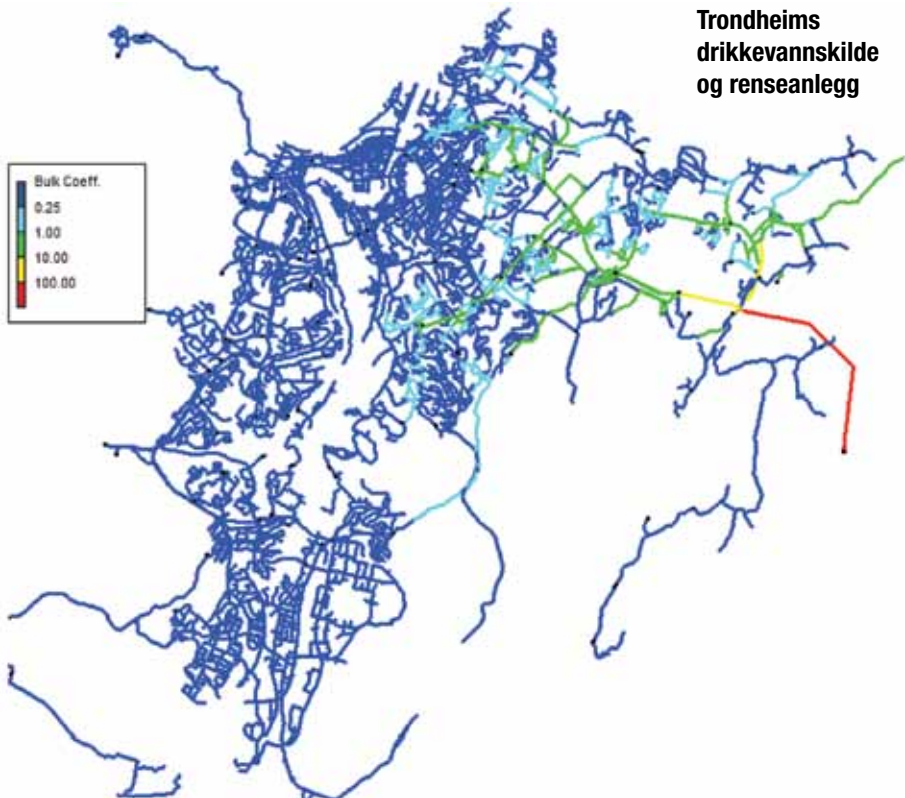 Trondheims
drikkevannskilde
og renseanlegg
Bulk Coeff.
0.25
1.00
10.00
100.00